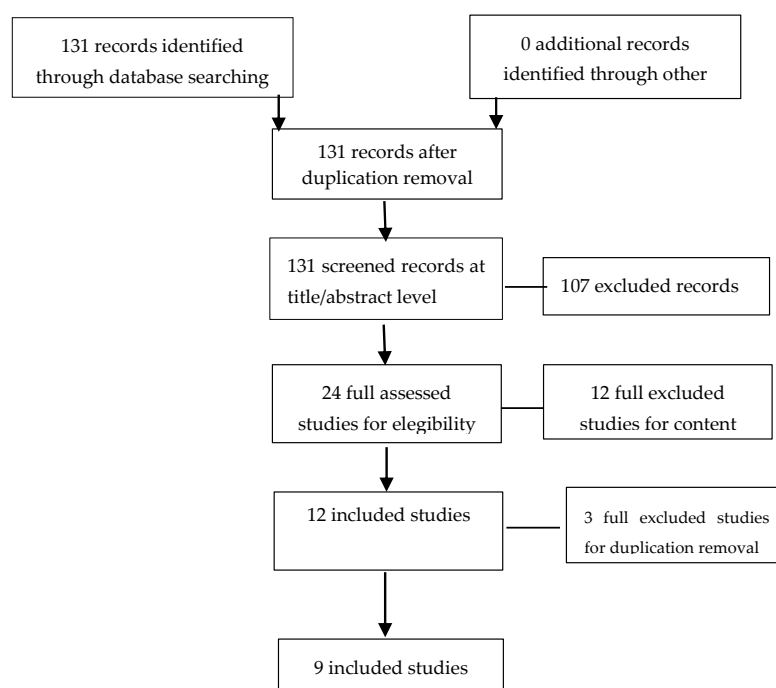 131 records identified
through database searching
0 additional records
identified through other
131 records after
duplication removal
131 screened records at
title/abstract level
107 excluded records
24 full assessed
studies for elegibility
12 full excluded
studies for content
12 included studies
3 full excluded studies
for duplication removal
9 included studies